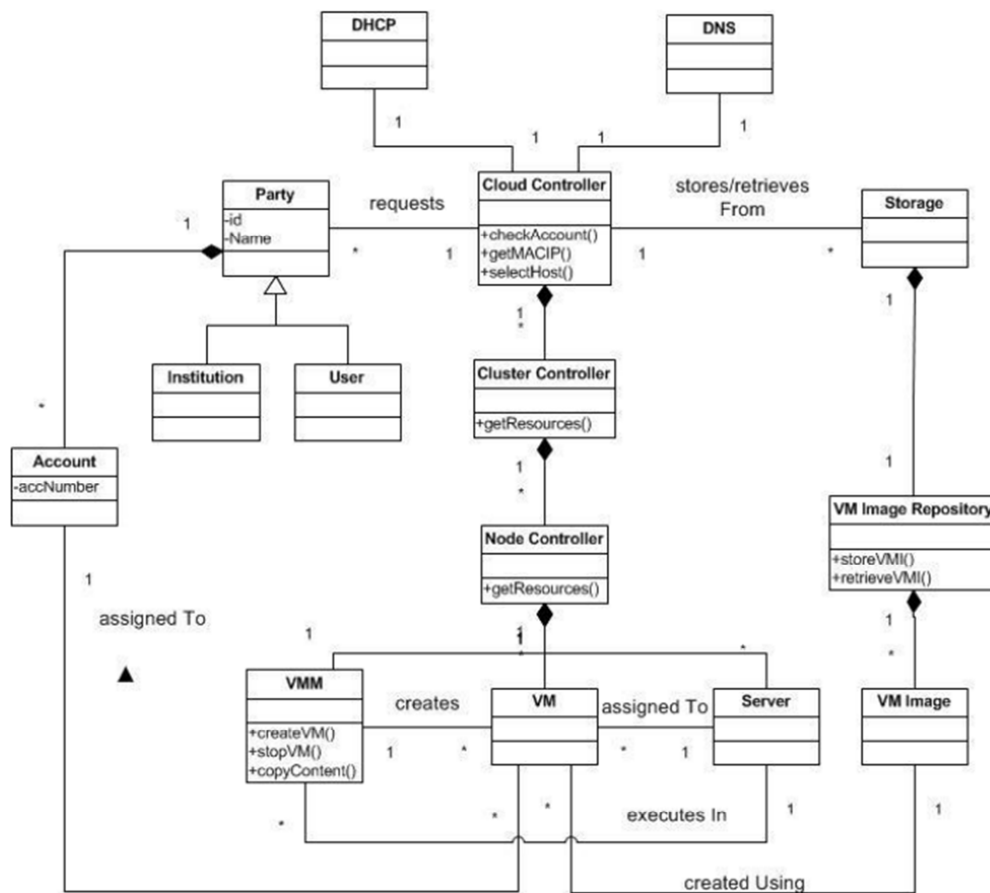 DHCP
DNS
1
1
1
1
Party
-id
-Name
requests
Cloud Controller
+checkAccount()
+getMACIP()
+selectHost()
stores/retrieves
From
Storage
1
*
1
1
*
1
*
1
Institution
User
Cluster Controller
+getResources()
*
Account
-accNumber
1
*
1
VM Image Repository
+storeVMI()
+retrieveVMI()
Node Controller
+getResources()
1
assigned To
1
1
*
*
1
*
VMM
+createVM()
+stopVM()
+copyContent()
creates
1
*
VM
assigned To
*
1
Server
VM Image
*
*
*
executes In
1
1
created Using